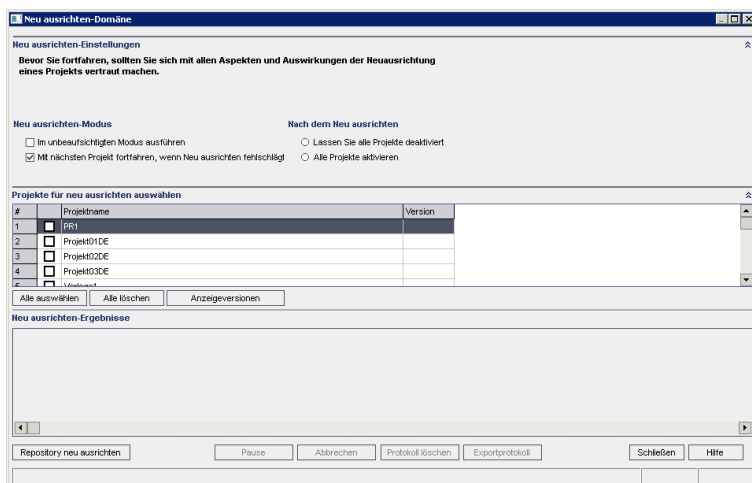 Neu ausrichten-Domäne
Neu ausrichten-Einstellungen
Bevor Sie fortfahren, sollten Sie sich mit allen Aspekten und Auswirkungen der Neuausrichtung
eines Projekts vertraut machen.
Neu ausrichten-Modus
Nach dem Neu ausrichten
Im unbeaufsichtigten Modus ausführen
Lassen Sie alle Projekte deaktiviert
Mit nächsten Projekt fortfahren, wenn Neu ausrichten fehlschlägt
Alle Projekte aktivieren
Projekte für neu ausrichten auswählen
# Projektname Version
1 PR1
2 Projekt01DE
3 Projekt02DE
4 Projekt03DE
Alle auswählen Alle löschen Anzeigeversionen
Neu ausrichten-Ergebnisse
Repository neu ausrichten Pause Abbrechen Protokoll löschen Exportprotokoll Schließen Hilfe